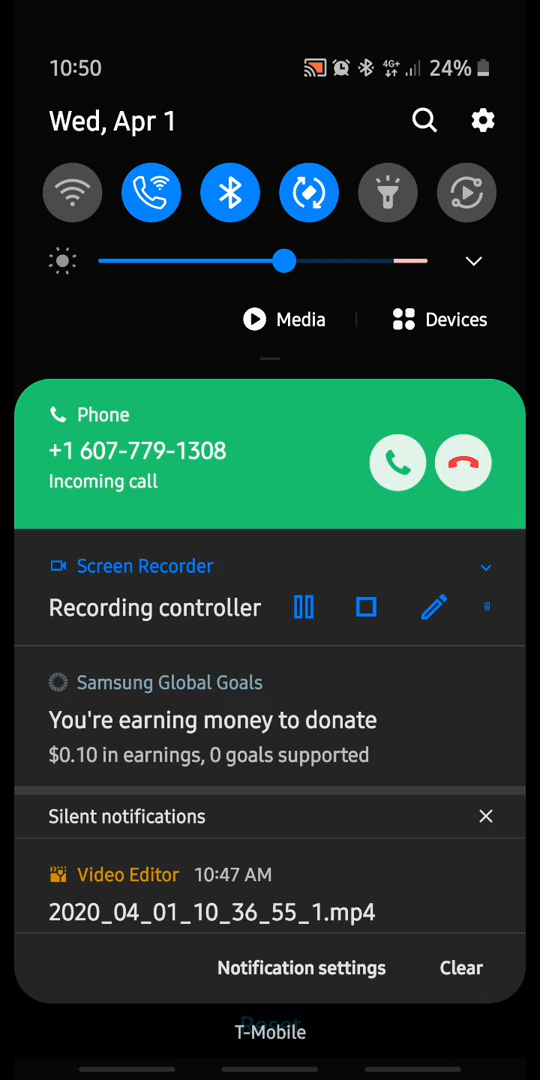 10:50
4G+ 24%
Wed, Apr 1
Media
Devices
Phone
+1 607-779-1308
Incoming call
Screen Recorder
Recording controller
Samsung Global Goals
You're earning money to donate
$0.10 in earnings, 0 goals supported
Silent notifications
Video Editor 10:47 AM
2020_04_01_10_36_55_1.mp4
Notification settings
Clear
Reset
T-Mobile